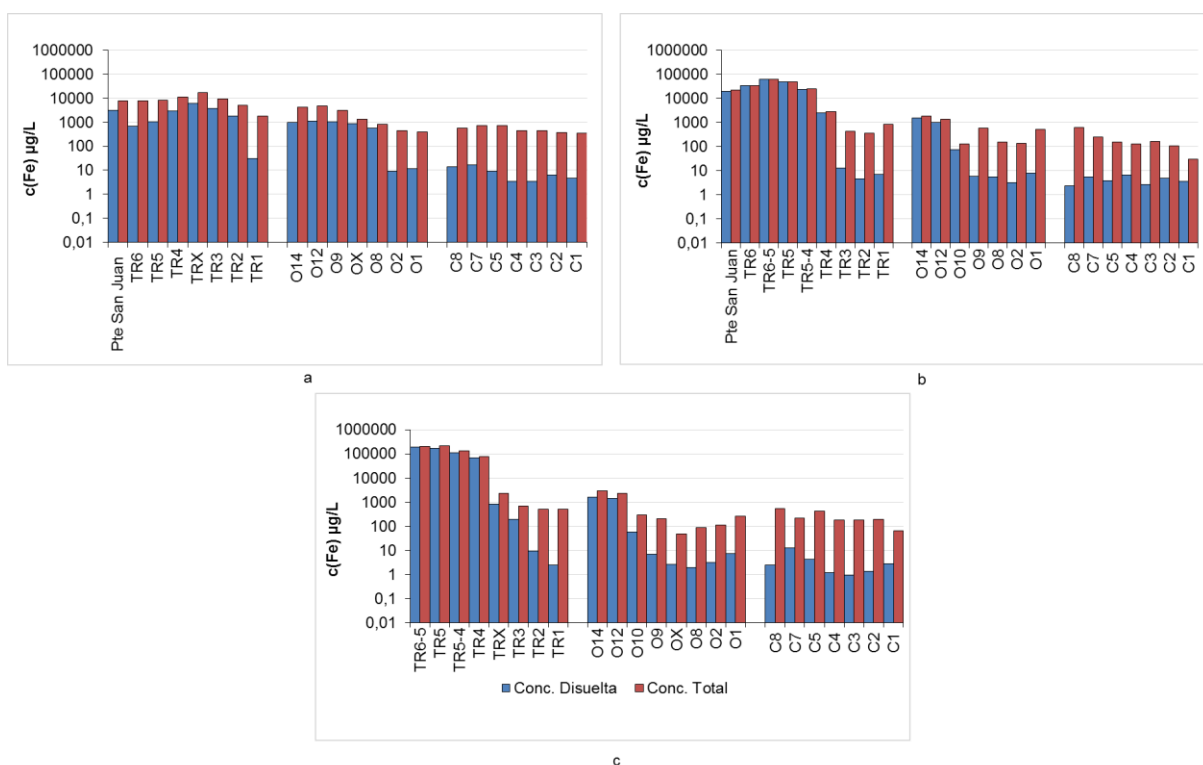 1000000
100000
10000
1000
100
10
1
0,1
0,01
c(Fe) µg/L
Pte San Juan
TR6
TR5
TR4
TRX
TR3
TR2
TR1
O14
O12
O9
OX
O8
O2
O1
C8
C7
C5
C4
C3
C2
C1
a
1000000
100000
10000
1000
100
10
1
0,1
0,01
c(Fe) µg/L
Pte San Juan
TR6
TR6-5
TR5
TR5-4
TR4
TR3
TR2
TR1
O14
O12
O10
O9
O8
O2
O1
C8
C7
C5
C4
C3
C2
C1
b
1000000
100000
10000
1000
100
10
1
0,1
0,01
c(Fe) µg/L
TR6-5
TR5
TR5-4
TR4
TRX
TR3
TR2
TR1
O14
O12
O10
O9
OX
O8
O2
O1
C8
C7
C5
C4
C3
C2
C1
Conc. Disuelta
Conc. Total
c